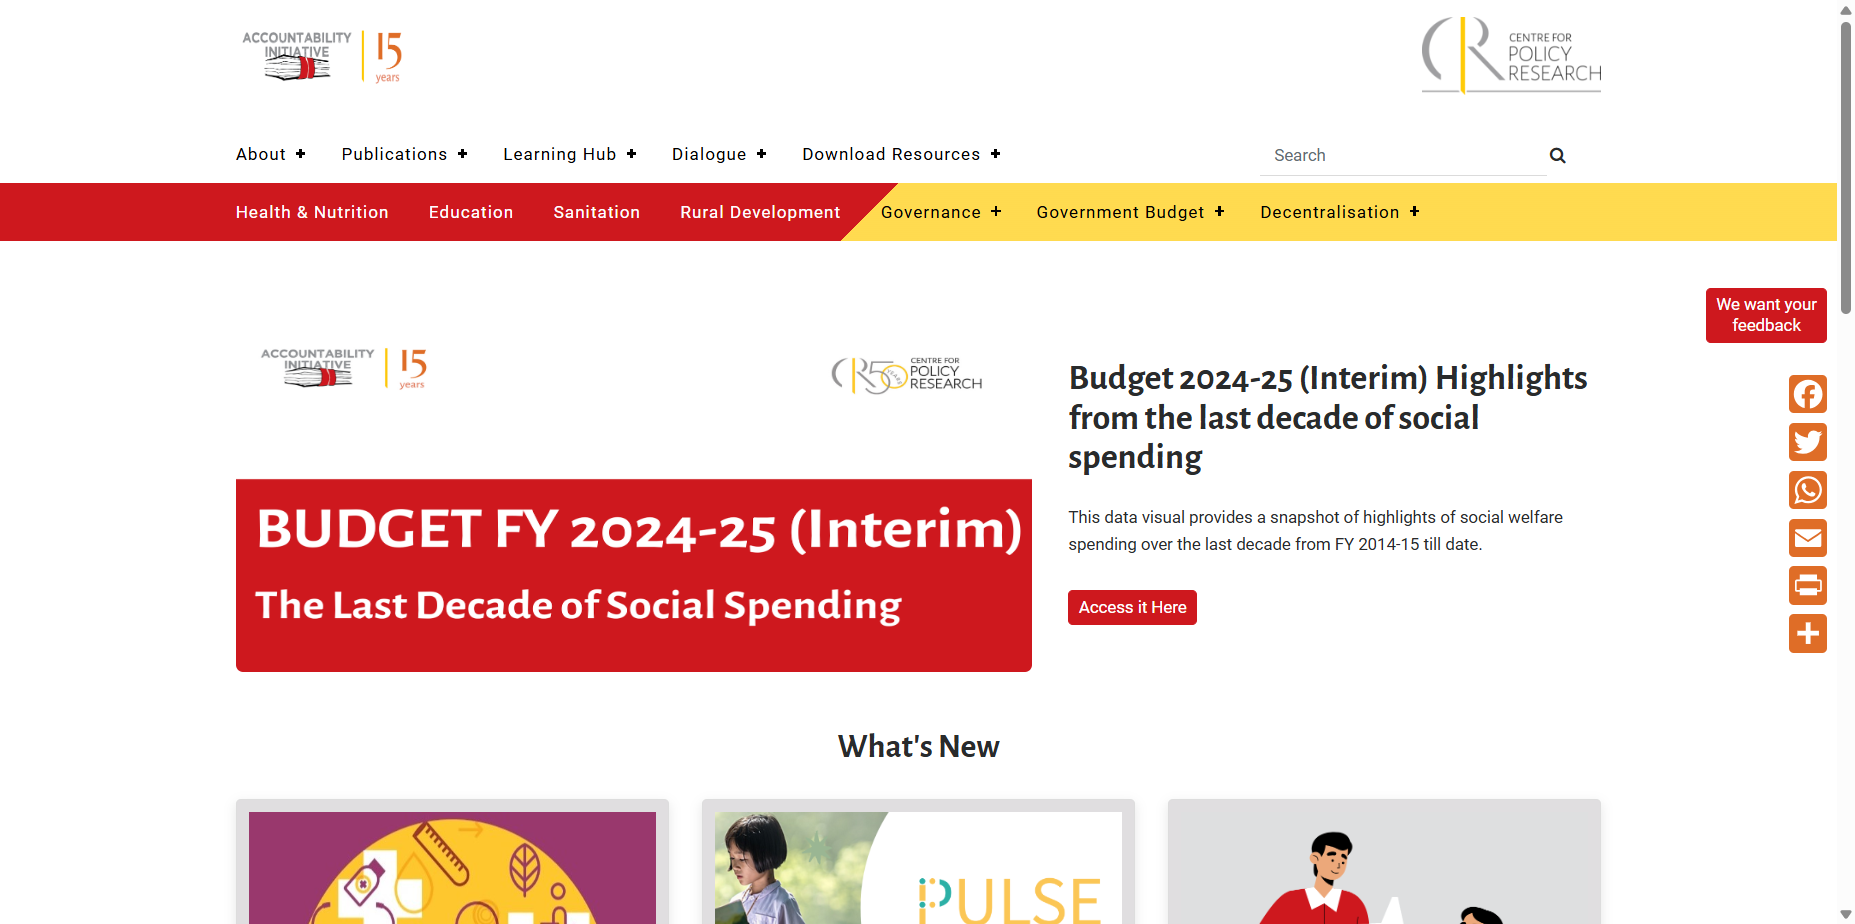 ACCOUNTABILITY
INITIATIVE
15
years
CENTRE FOR
POLICY
RESEARCH
About
Publications
Learning Hub
Dialogue
Download Resources
Search
Health & Nutrition
Education
Sanitation
Rural Development
Governance
Government Budget
Decentralisation
We want your
feedback
ACCOUNTABILITY
INITIATIVE
15
years
50
YEARS
CENTRE FOR
POLICY
RESEARCH
BUDGET FY 2024-25 (Interim)
The Last Decade of Social Spending
Budget 2024-25 (Interim) Highlights
from the last decade of social
spending
This data visual provides a snapshot of highlights of social welfare
spending over the last decade from FY 2014-15 till date.
Access it Here
What's New
PULSE